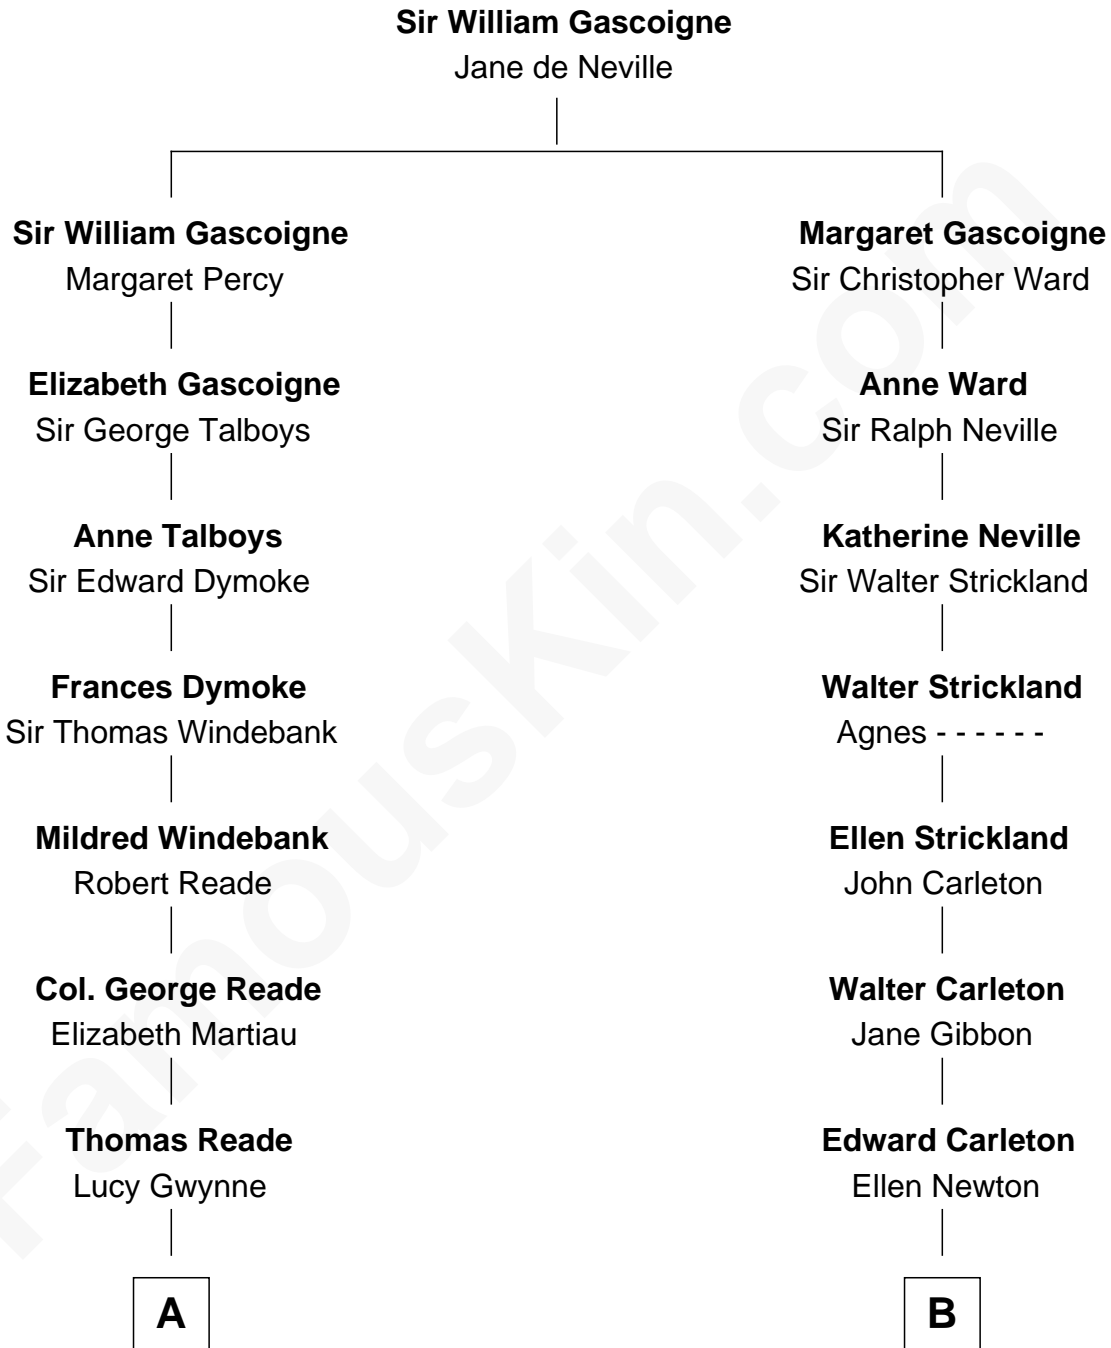 Sir William Gascoigne
Jane de Neville
Sir William Gascoigne
Margaret Percy
Margaret Gascoigne
Sir Christopher Ward
Elizabeth Gascoigne
Sir George Talboys
Anne Ward
Sir Ralph Neville
Anne Talboys
Sir Edward Dymoke
Katherine Neville
Sir Walter Strickland
Frances Dymoke
Sir Thomas Windebank
Walter Strickland
Agnes - - - - - -
Mildred Windebank
Robert Reade
Ellen Strickland
John Carleton
Col. George Reade
Elizabeth Martiau
Walter Carleton
Jane Gibbon
Thomas Reade
Lucy Gwynne
Edward Carleton
Ellen Newton
A
B
FamousKin.com